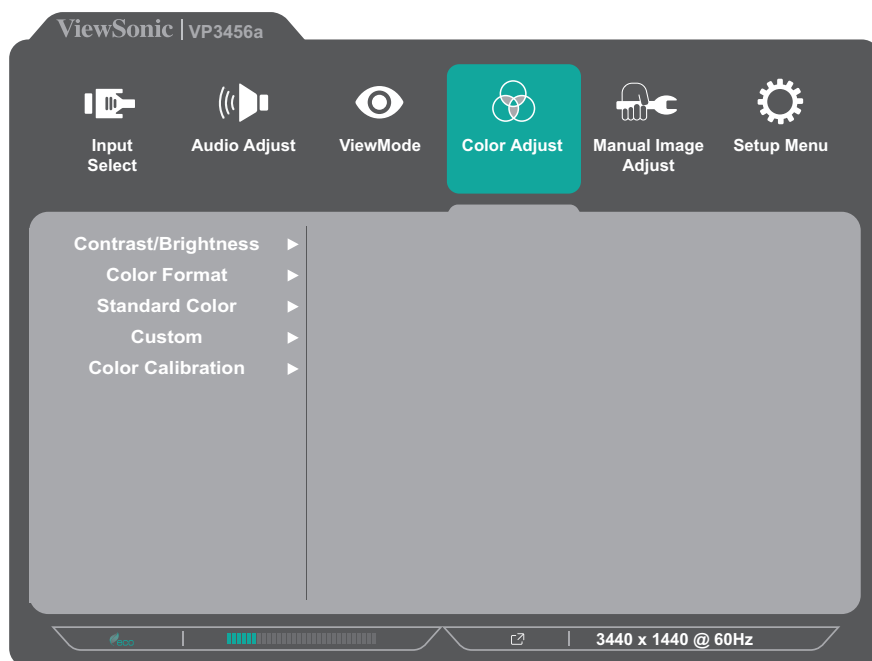 ViewSonic | VP3456a
Input Select
Audio Adjust
ViewMode
Color Adjust
Manual Image Adjust
Setup Menu
Contrast/Brightness
Color Format
Standard Color
Custom
Color Calibration
eco
3440 x 1440 @ 60Hz